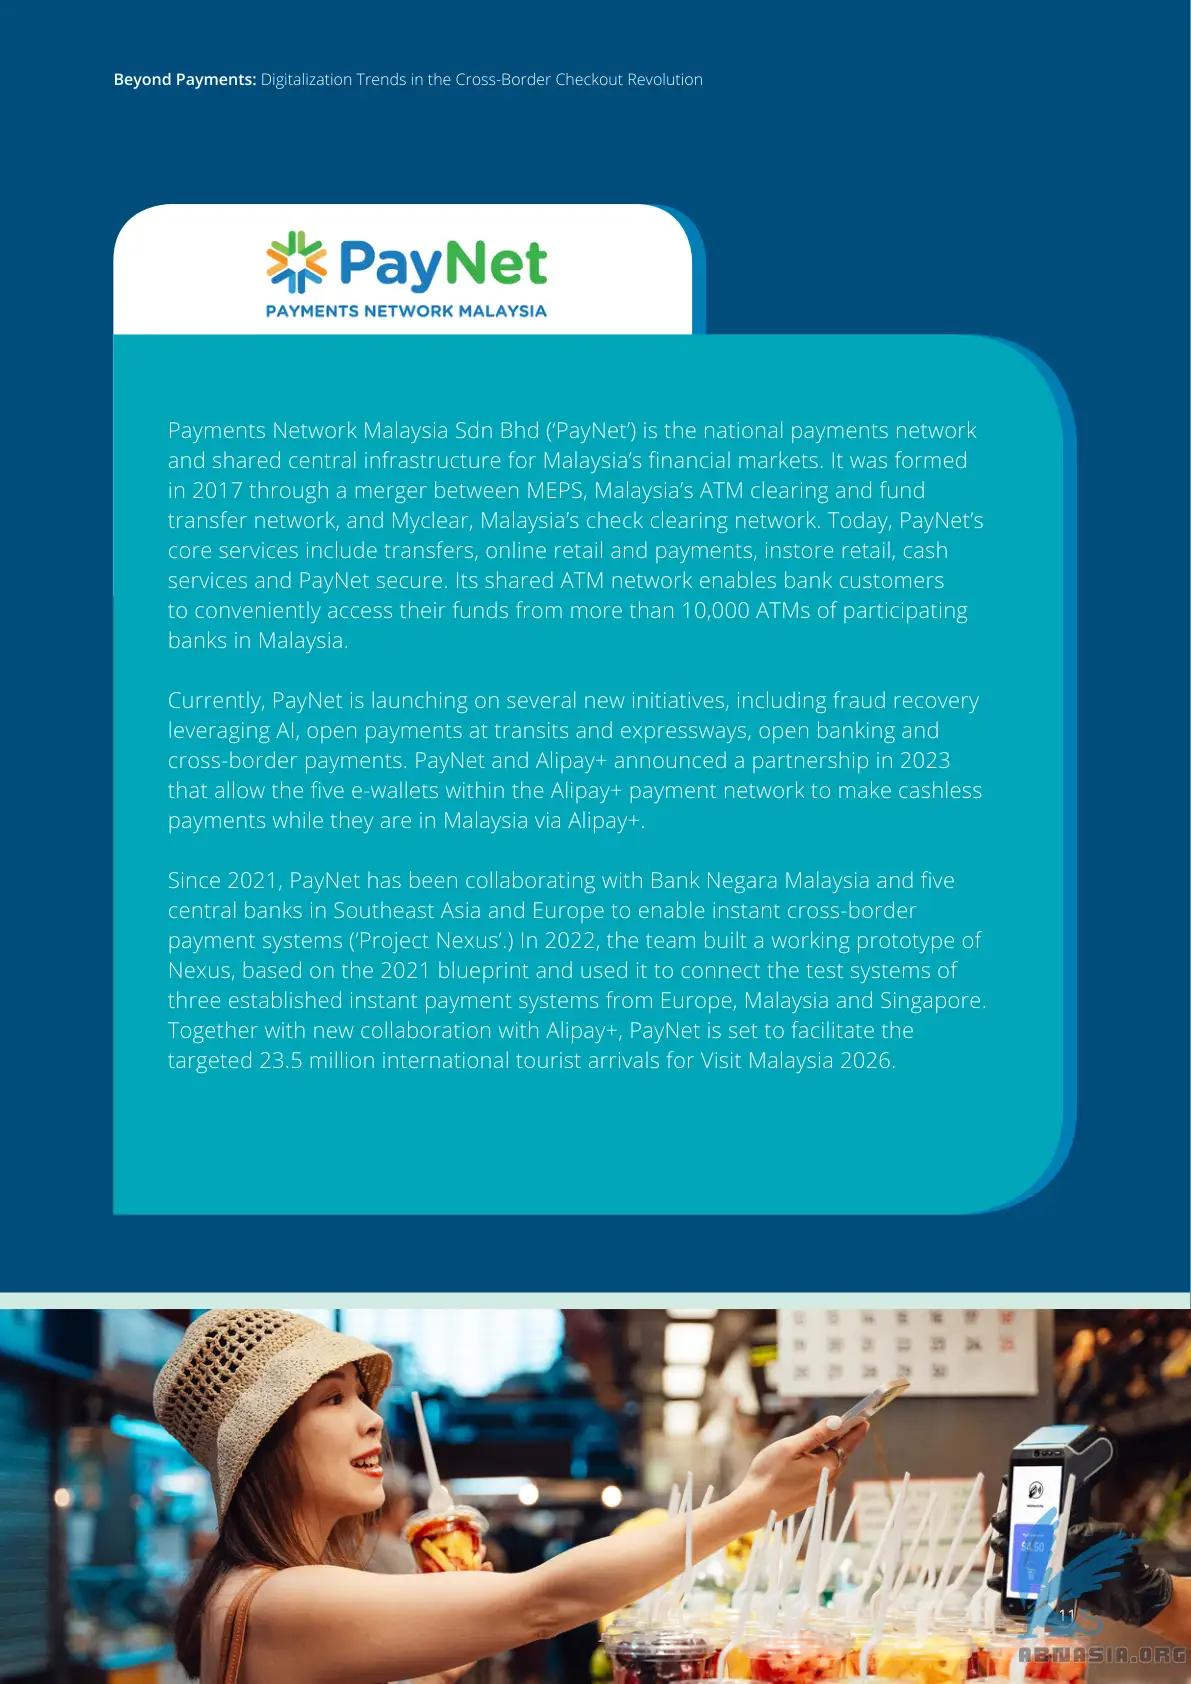 Beyond Payments: Digitalization Trends in the Cross-Border Checkout Revolution
PayNet
PAYMENTS NETWORK MALAYSIA
Payments Network Malaysia Sdn Bhd (‘PayNet’) is the national payments network
and shared central infrastructure for Malaysia’s financial markets. It was formed
in 2017 through a merger between MEPS, Malaysia’s ATM clearing and fund
transfer network, and Myclear, Malaysia’s check clearing network. Today, PayNet’s
core services include transfers, online retail and payments, instore retail, cash
services and PayNet secure. Its shared ATM network enables bank customers
to conveniently access their funds from more than 10,000 ATMs of participating
banks in Malaysia.
Currently, PayNet is launching on several new initiatives, including fraud recovery
leveraging AI, open payments at transits and expressways, open banking and
cross-border payments. PayNet and Alipay+ announced a partnership in 2023
that allow the five e-wallets within the Alipay+ payment network to make cashless
payments while they are in Malaysia via Alipay+.
Since 2021, PayNet has been collaborating with Bank Negara Malaysia and five
central banks in Southeast Asia and Europe to enable instant cross-border
payment systems (‘Project Nexus’.) In 2022, the team built a working prototype of
Nexus, based on the 2021 blueprint and used it to connect the test systems of
three established instant payment systems from Europe, Malaysia and Singapore.
Together with new collaboration with Alipay+, PayNet is set to facilitate the
targeted 23.5 million international tourist arrivals for Visit Malaysia 2026.
11
ABNASIA.ORG